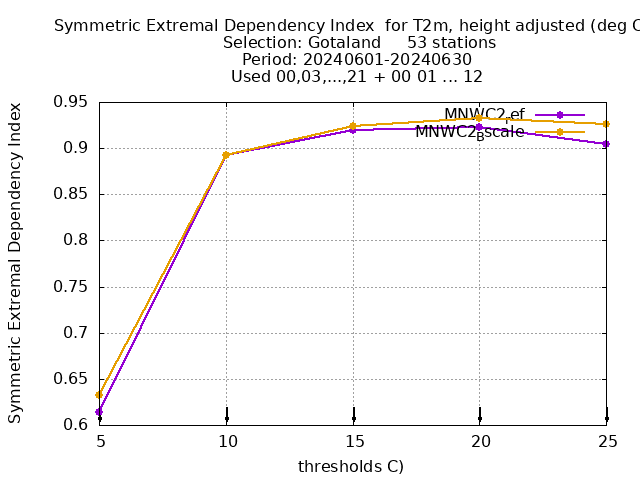 Symmetric Extremal Dependency Index for T2m, height adjusted (deg C
Selection: Gotaland 53 stations
Period: 20240601-20240630
Used 00,03,...,21 + 00 01 ... 12
Symmetric Extremal Dependency Index
0.95
0.9
0.85
0.8
0.75
0.7
0.65
0.6
5
10
15
20
25
thresholds C)